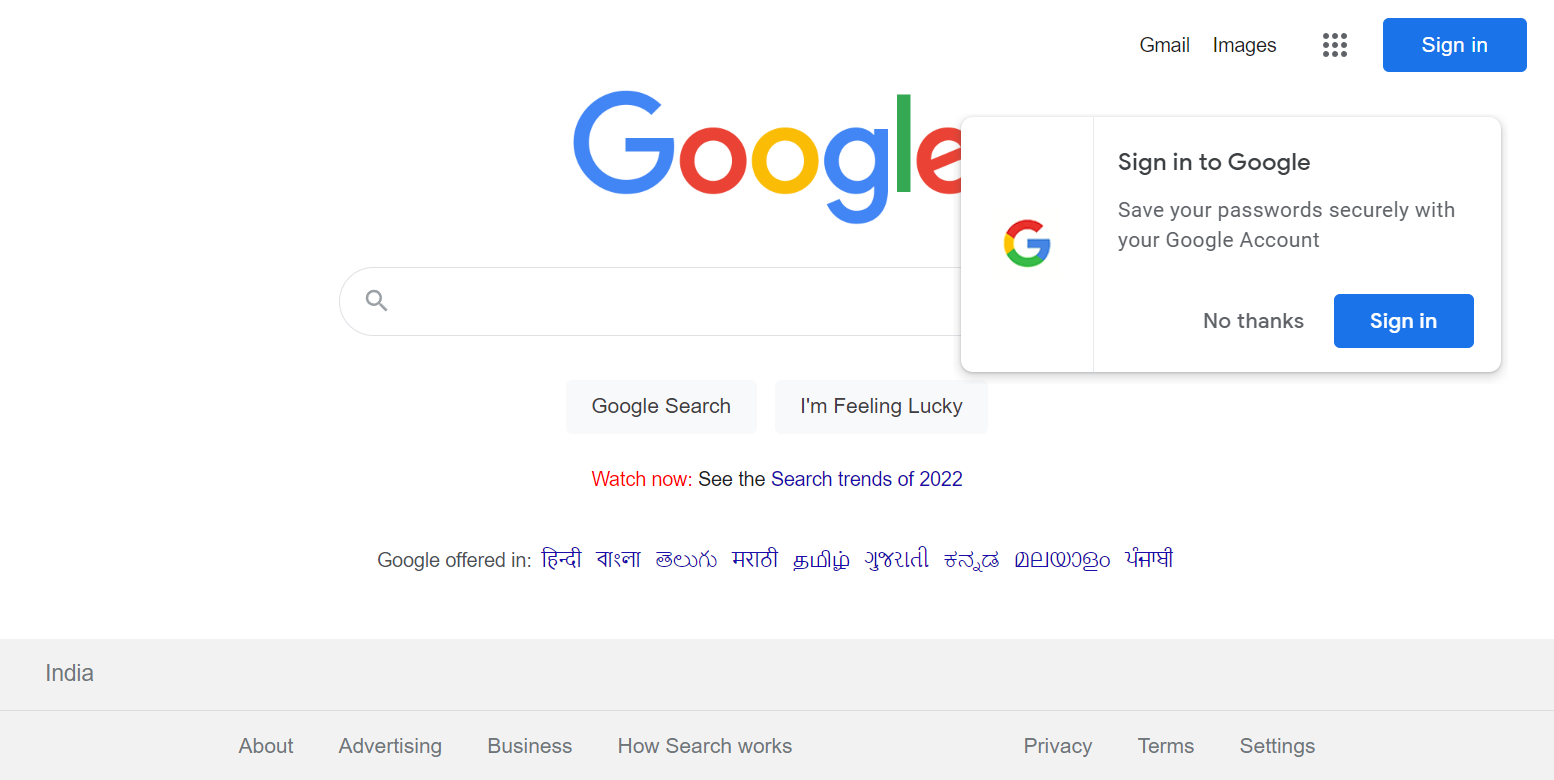 Gmail Images Sign in
Google
Sign in to Google
Save your passwords securely with
your Google Account
No thanks Sign in
Google Search I'm Feeling Lucky
Watch now: See the Search trends of 2022
Google offered in: हिन्दी বাংলা తెలుగు मराठी தமிழ் ગુજરાતી ಕನ್ನಡ മലയാളം ਪੰਜਾਬੀ
India
About Advertising Business How Search works Privacy Terms Settings